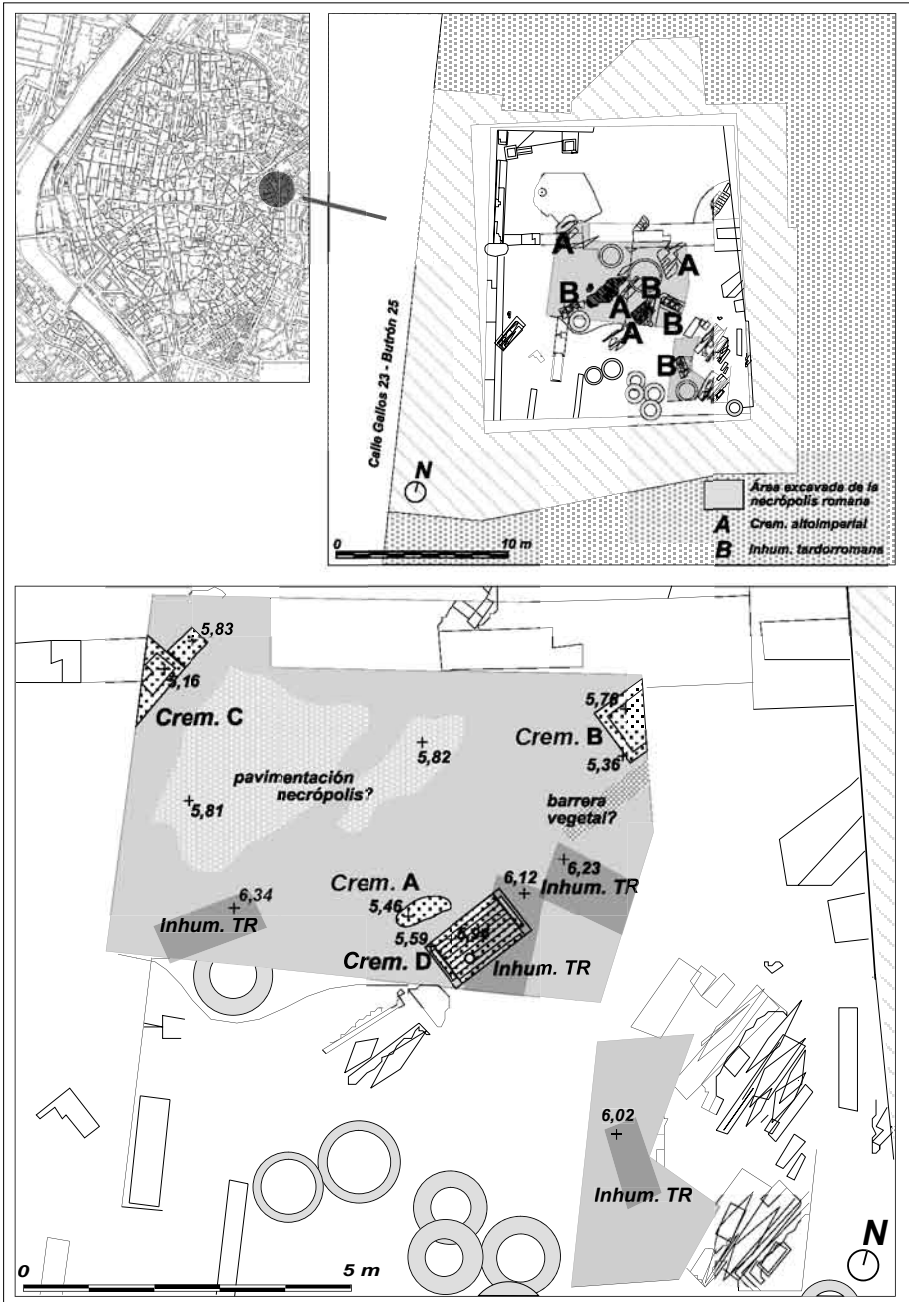 A
A
B
B
A
B
A
B
Calle Gallos 23 - Butrón 25
N
0 10 m
Área excavada de la
necrópolis romana
A Crem. altoimperial
B Inhum. tardorromana
5,83
5,16
Crem. C
5,76
Crem. B
5,36
5,82
pavimentación
necrópolis?
5,81
barrera
vegetal?
6,23
Inhum. TR
6,12
Crem. A
5,46
6,34
Inhum. TR
5,59
Crem. D
Inhum. TR
6,02
Inhum. TR
N
0 5 m